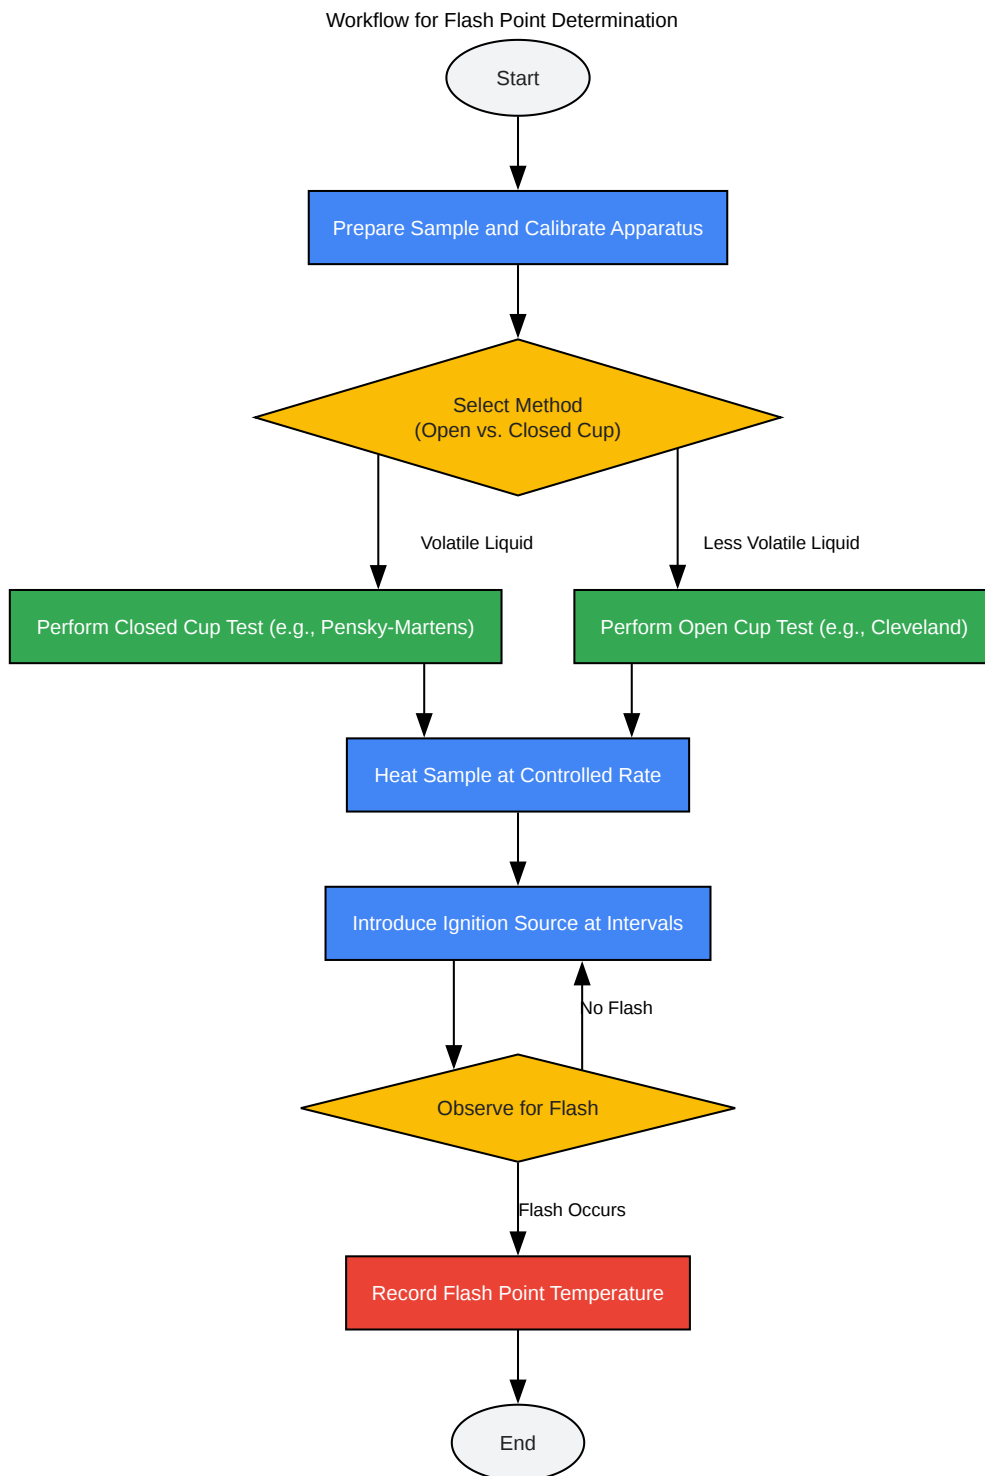 Workflow for Flash Point Determination
Start
Prepare Sample and Calibrate Apparatus
Select Method
(Open vs. Closed Cup)
Volatile Liquid
Less Volatile Liquid
Perform Closed Cup Test (e.g., Pensky-Martens)
Perform Open Cup Test (e.g., Cleveland)
Heat Sample at Controlled Rate
Introduce Ignition Source at Intervals
No Flash
Observe for Flash
Flash Occurs
Record Flash Point Temperature
End